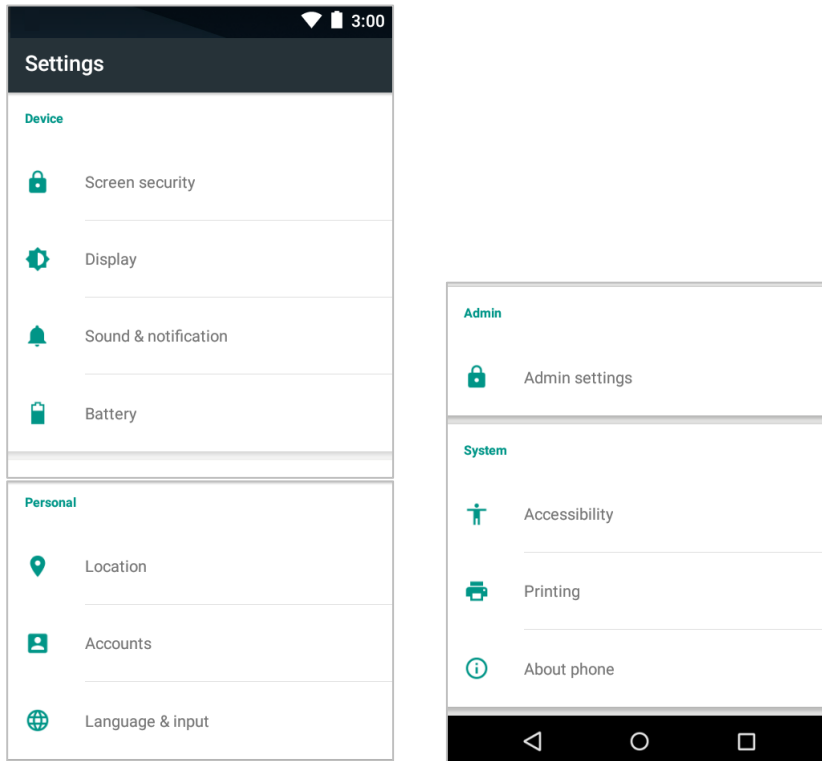 3:00
Settings
Device
Screen security
Display
Sound & notification
Battery
Personal
Location
Accounts
Language & input
Admin
Admin settings
System
Accessibility
Printing
About phone